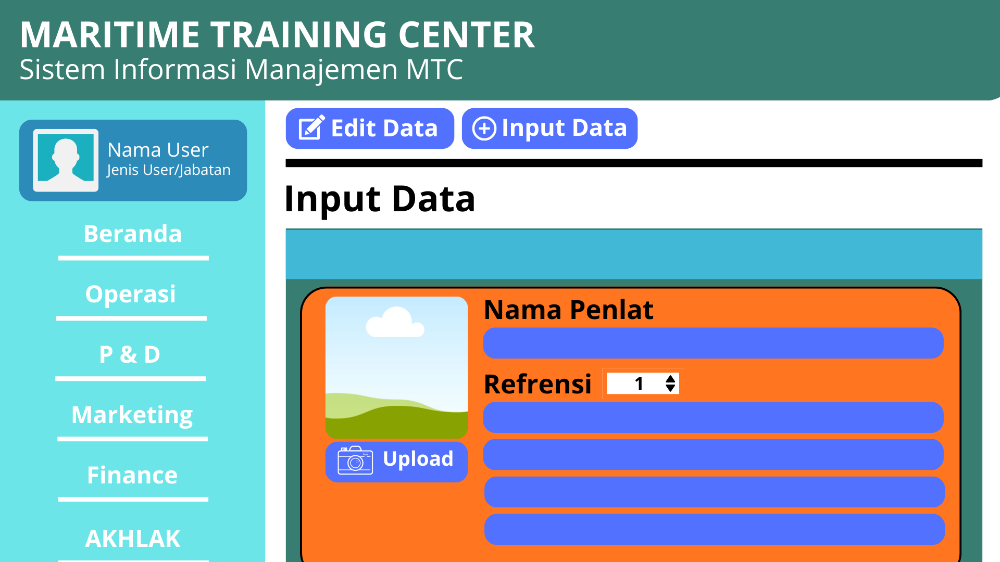 MARITIME TRAINING CENTER
Sistem Informasi Manajemen MTC
Nama User
Jenis User/Jabatan
Beranda
Operasi
P & D
Marketing
Finance
AKHLAK
Edit Data
Input Data
Input Data
Upload
Nama Penlat
Refrensi 1